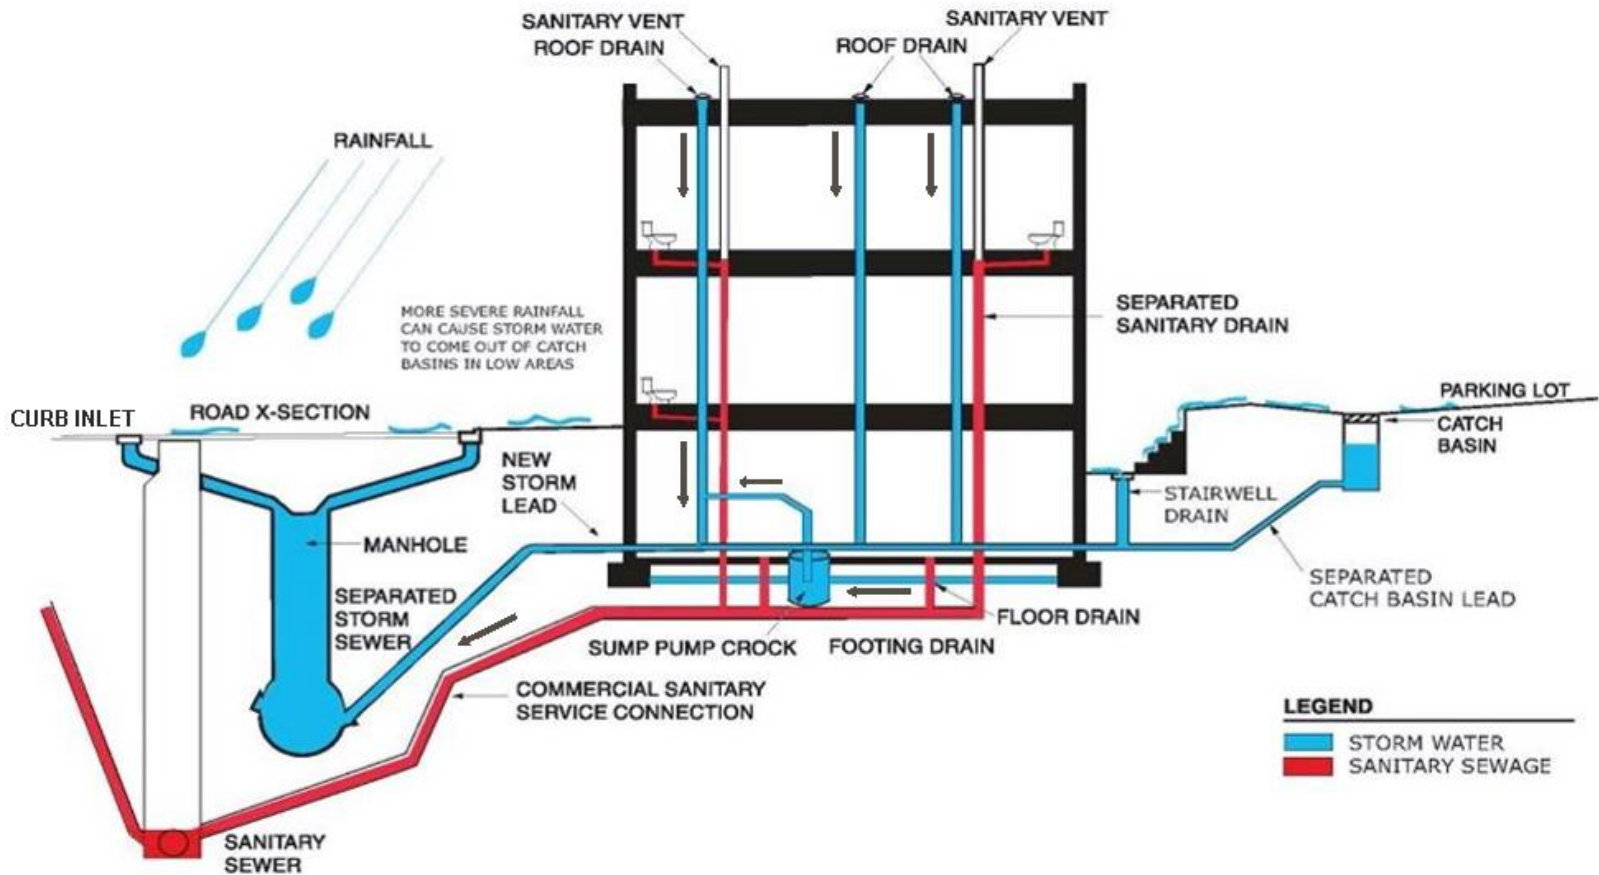 SANITARY VENT
ROOF DRAIN
SANITARY VENT
ROOF DRAIN
RAINFALL
MORE SEVERE RAINFALL
CAN CAUSE STORM WATER
TO COME OUT OF CATCH
BASINS IN LOW AREAS
SEPARATED
SANITARY DRAIN
CURB INLET
ROAD X-SECTION
PARKING LOT
CATCH
BASIN
NEW
STORM
LEAD
STAIRWELL
DRAIN
MANHOLE
SEPARATED
STORM
SEWER
SEPARATED
CATCH BASIN LEAD
FLOOR DRAIN
SUMP PUMP CROCK
FOOTING DRAIN
COMMERCIAL SANITARY
SERVICE CONNECTION
LEGEND
STORM WATER
SANITARY SEWAGE
SANITARY
SEWER